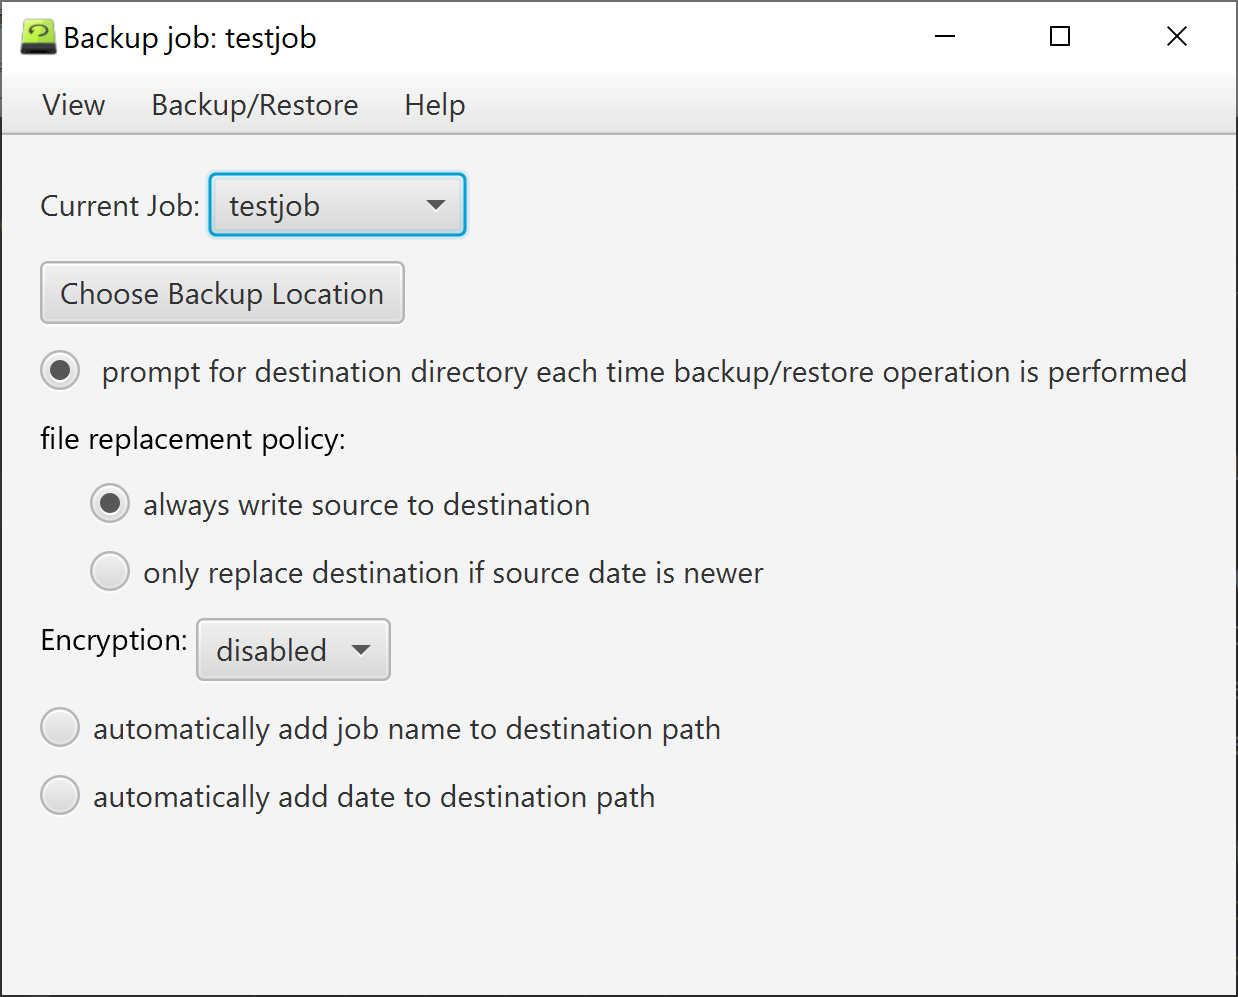 Backup job: testjob
View Backup/Restore Help
Current Job: testjob
Choose Backup Location
prompt for destination directory each time backup/restore operation is performed
file replacement policy:
always write source to destination
only replace destination if source date is newer
Encryption: disabled
automatically add job name to destination path
automatically add date to destination path